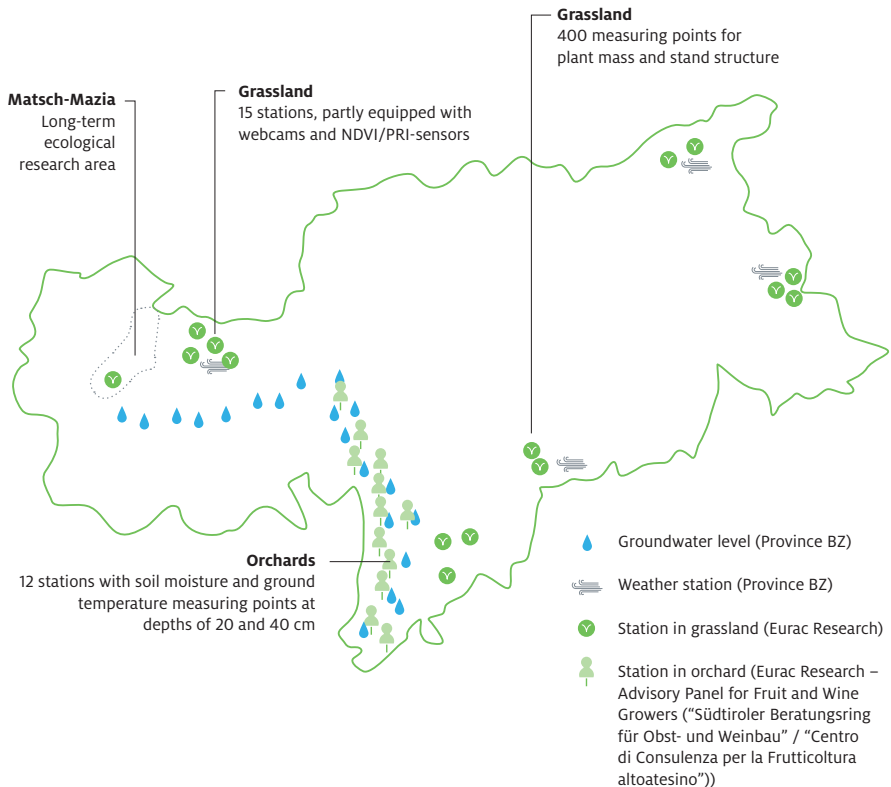 Grassland
400 measuring points for
plant mass and stand structure
Matsch-Mazia
Long-term
ecological
research area
Grassland
15 stations, partly equipped with
webcams and NDVI/PRI-sensors
Orchards
12 stations with soil moisture and ground
temperature measuring points at
depths of 20 and 40 cm
Groundwater level (Province BZ)
Weather station (Province BZ)
Station in grassland (Eurac Research)
Station in orchard (Eurac Research –
Advisory Panel for Fruit and Wine
Growers (“Südtiroler Beratungsring
für Obst- und Weinbau” / “Centro
di Consulenza per la Frutticoltura
altoatesino”))